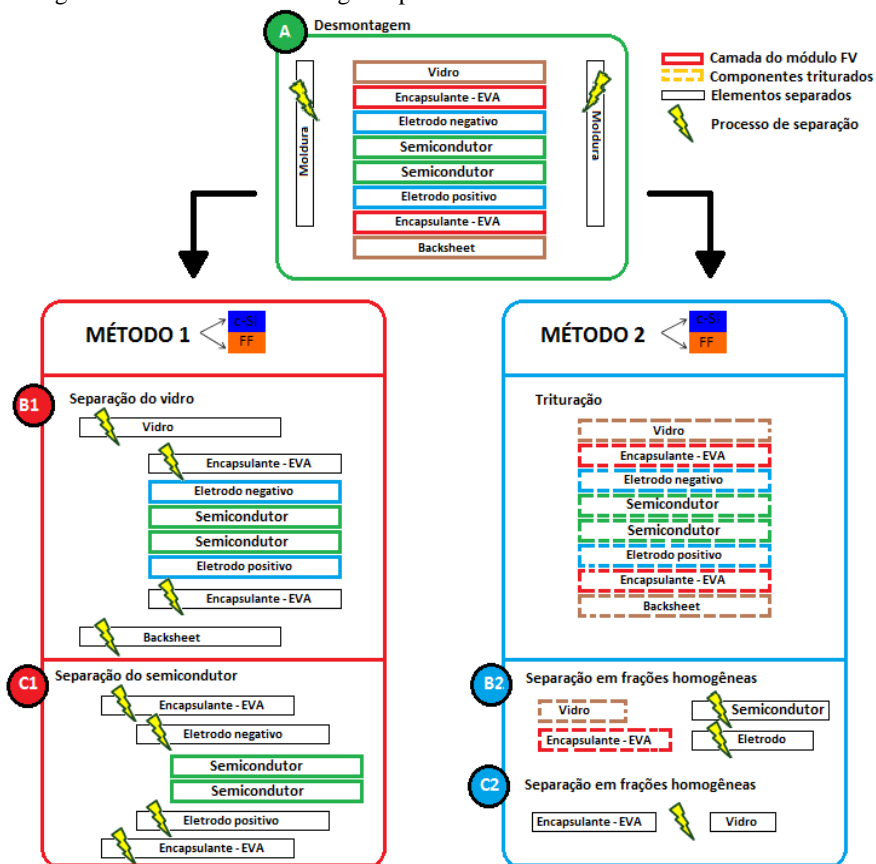 A
Desmontagem
Vidro
Encapsulante - EVA
Eletrodo negativo
Semicondutor
Semicondutor
Eletrodo positivo
Encapsulante - EVA
Backsheet
Moldura
Moldura
Camada do módulo FV
Componentes triturados
Elementos separados
Processo de separação
MÉTODO 1
c-Si
FF
B1
Separação do vidro
Vidro
Encapsulante - EVA
Eletrodo negativo
Semicondutor
Semicondutor
Eletrodo positivo
Encapsulante - EVA
Backsheet
C1
Separação do semicondutor
Encapsulante - EVA
Eletrodo negativo
Semicondutor
Semicondutor
Eletrodo positivo
Encapsulante - EVA
MÉTODO 2
c-Si
FF
Trituração
Vidro
Encapsulante - EVA
Eletrodo negativo
Semicondutor
Semicondutor
Eletrodo positivo
Encapsulante - EVA
Backsheet
B2
Separação em frações homogêneas
Vidro
Semicondutor
Encapsulante - EVA
Eletrodo
C2
Separação em frações homogêneas
Encapsulante - EVA
Vidro